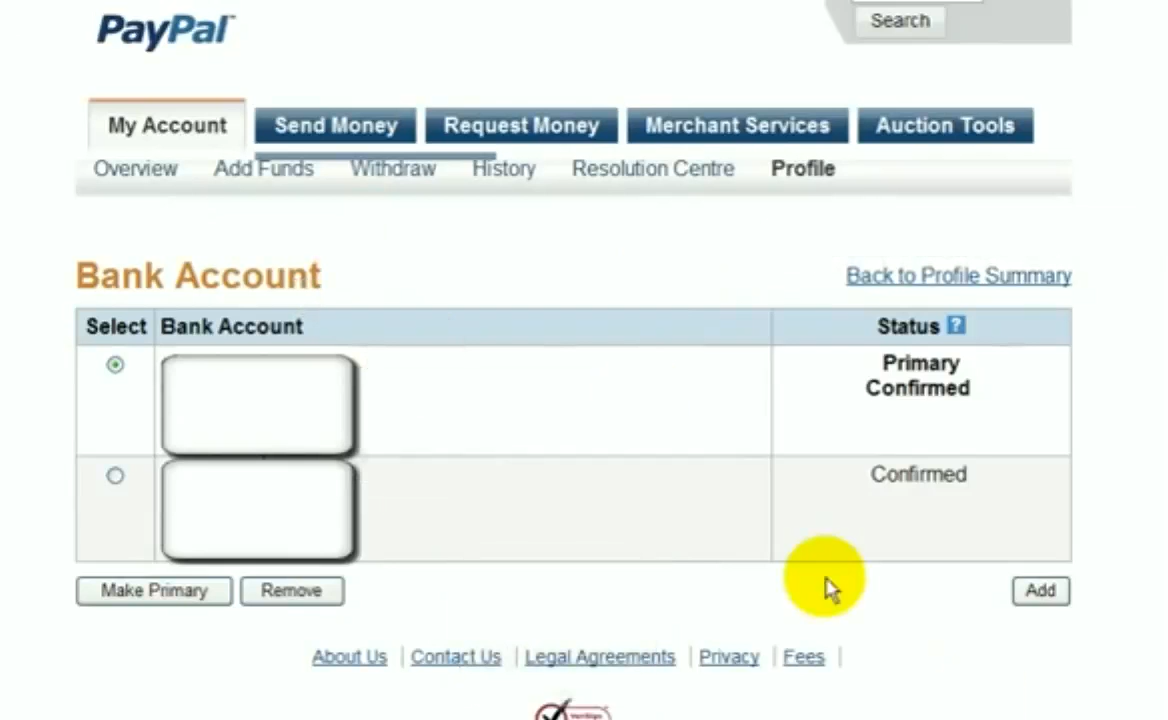 PayPal
Search
My Account Send Money Request Money Merchant Services Auction Tools
Overview Add Funds Withdraw History Resolution Centre Profile
Bank Account Back to Profile Summary
Select Bank Account Status ?
Primary
Confirmed
Confirmed
Make Primary Remove Add
About Us | Contact Us | Legal Agreements | Privacy | Fees |